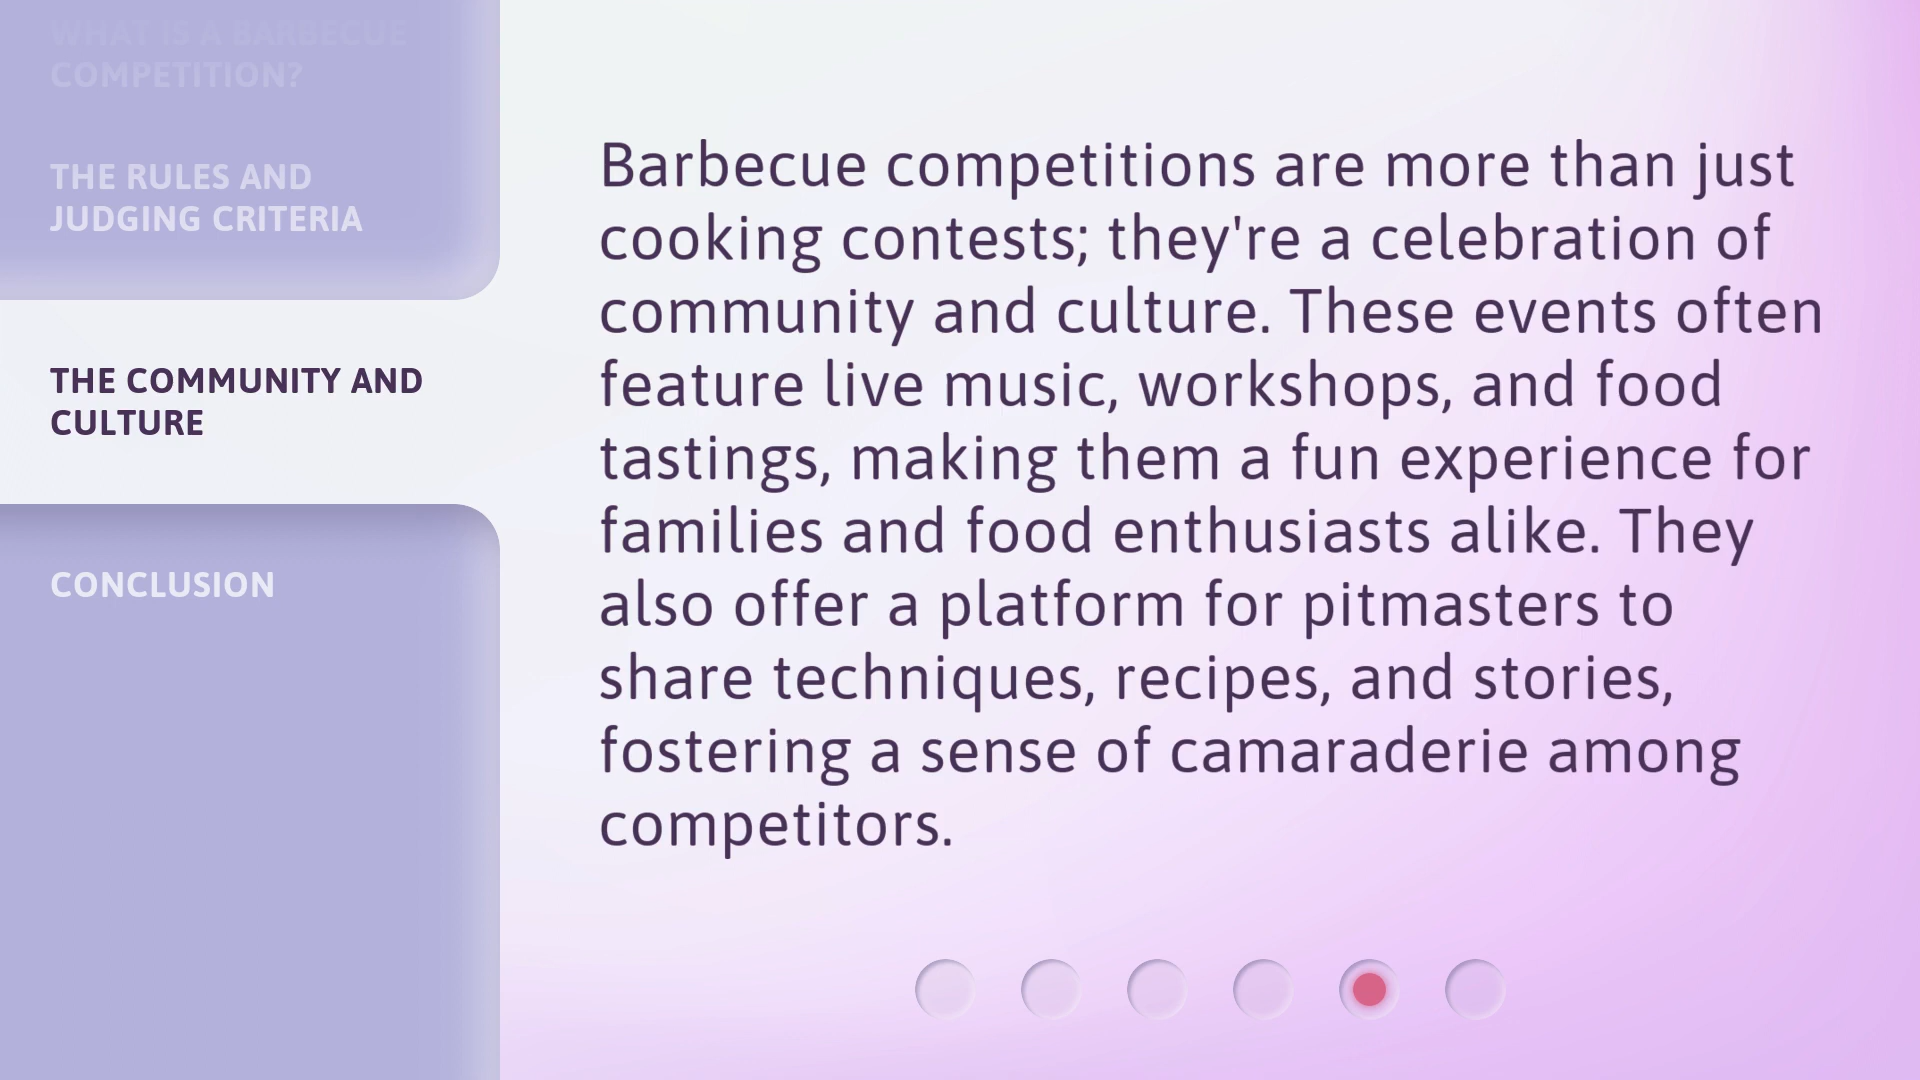 WHAT IS A BARBECUE
COMPETITION?
THE RULES AND
JUDGING CRITERIA
THE COMMUNITY AND
CULTURE
CONCLUSION
Barbecue competitions are more than just
cooking contests; they're a celebration of
community and culture. These events often
feature live music, workshops, and food
tastings, making them a fun experience for
families and food enthusiasts alike. They
also offer a platform for pitmasters to
share techniques, recipes, and stories,
fostering a sense of camaraderie among
competitors.